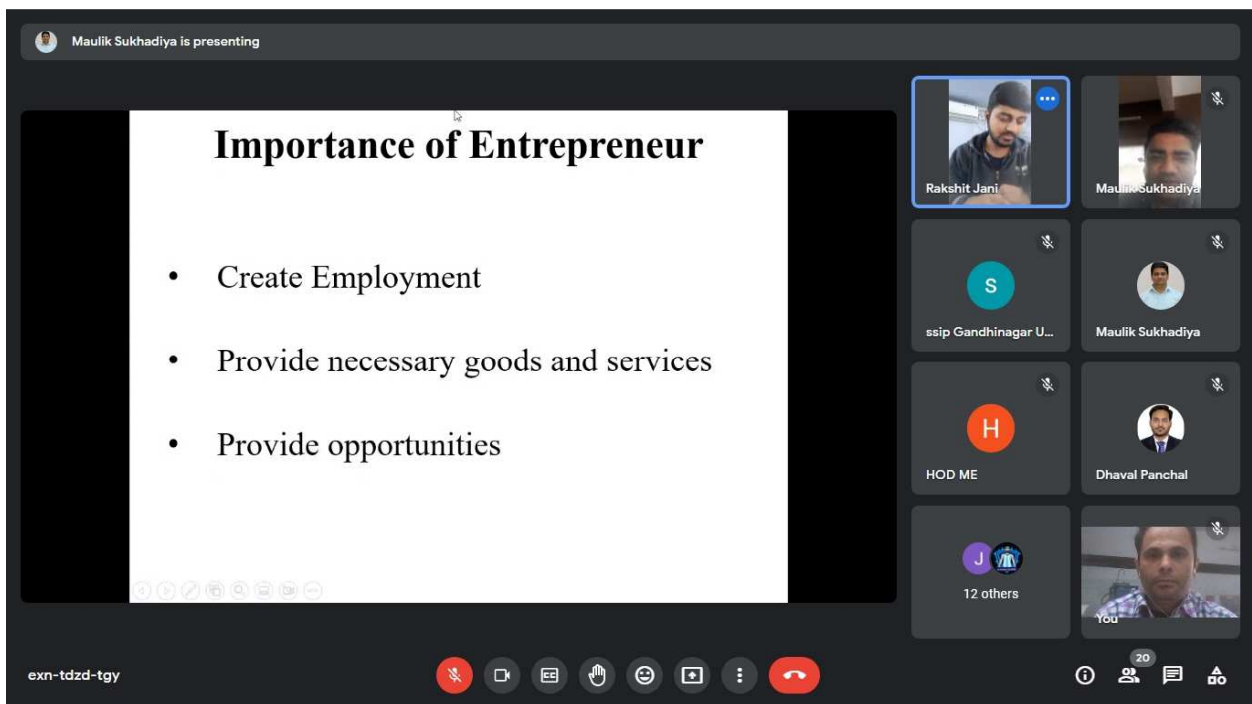 Maulik Sukhadiya is presenting
Importance of Entrepreneur
• Create Employment
• Provide necessary goods and services
• Provide opportunities
Rakshit Jani
Maulik Sukhadiya
S
ssip Gandhinagar U...
Maulik Sukhadiya
H
HOD ME
Dhaval Panchal
J
12 others
You
exn-tdzd-tgy
CC
20